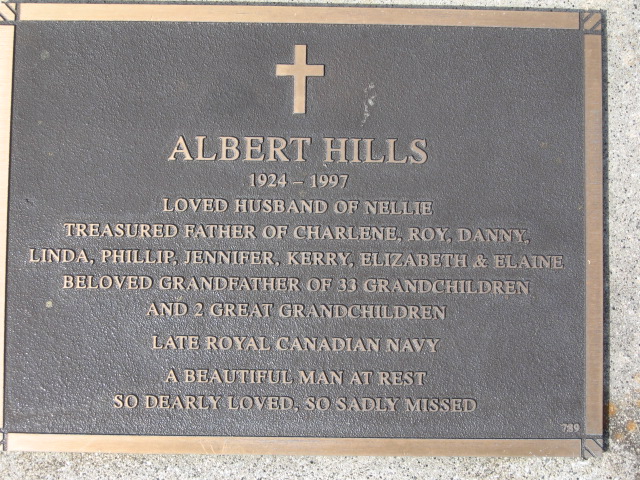 ALBERT HILLS
1924 – 1997
LOVED HUSBAND OF NELLIE
TREASURED FATHER OF CHARLENE, ROY, DANNY,
LINDA, PHILLIP, JENNIFER, KERRY, ELIZABETH & ELAINE
BELOVED GRANDFATHER OF 33 GRANDCHILDREN
AND 2 GREAT GRANDCHILDREN
LATE ROYAL CANADIAN NAVY
A BEAUTIFUL MAN AT REST
SO DEARLY LOVED, SO SADLY MISSED
789